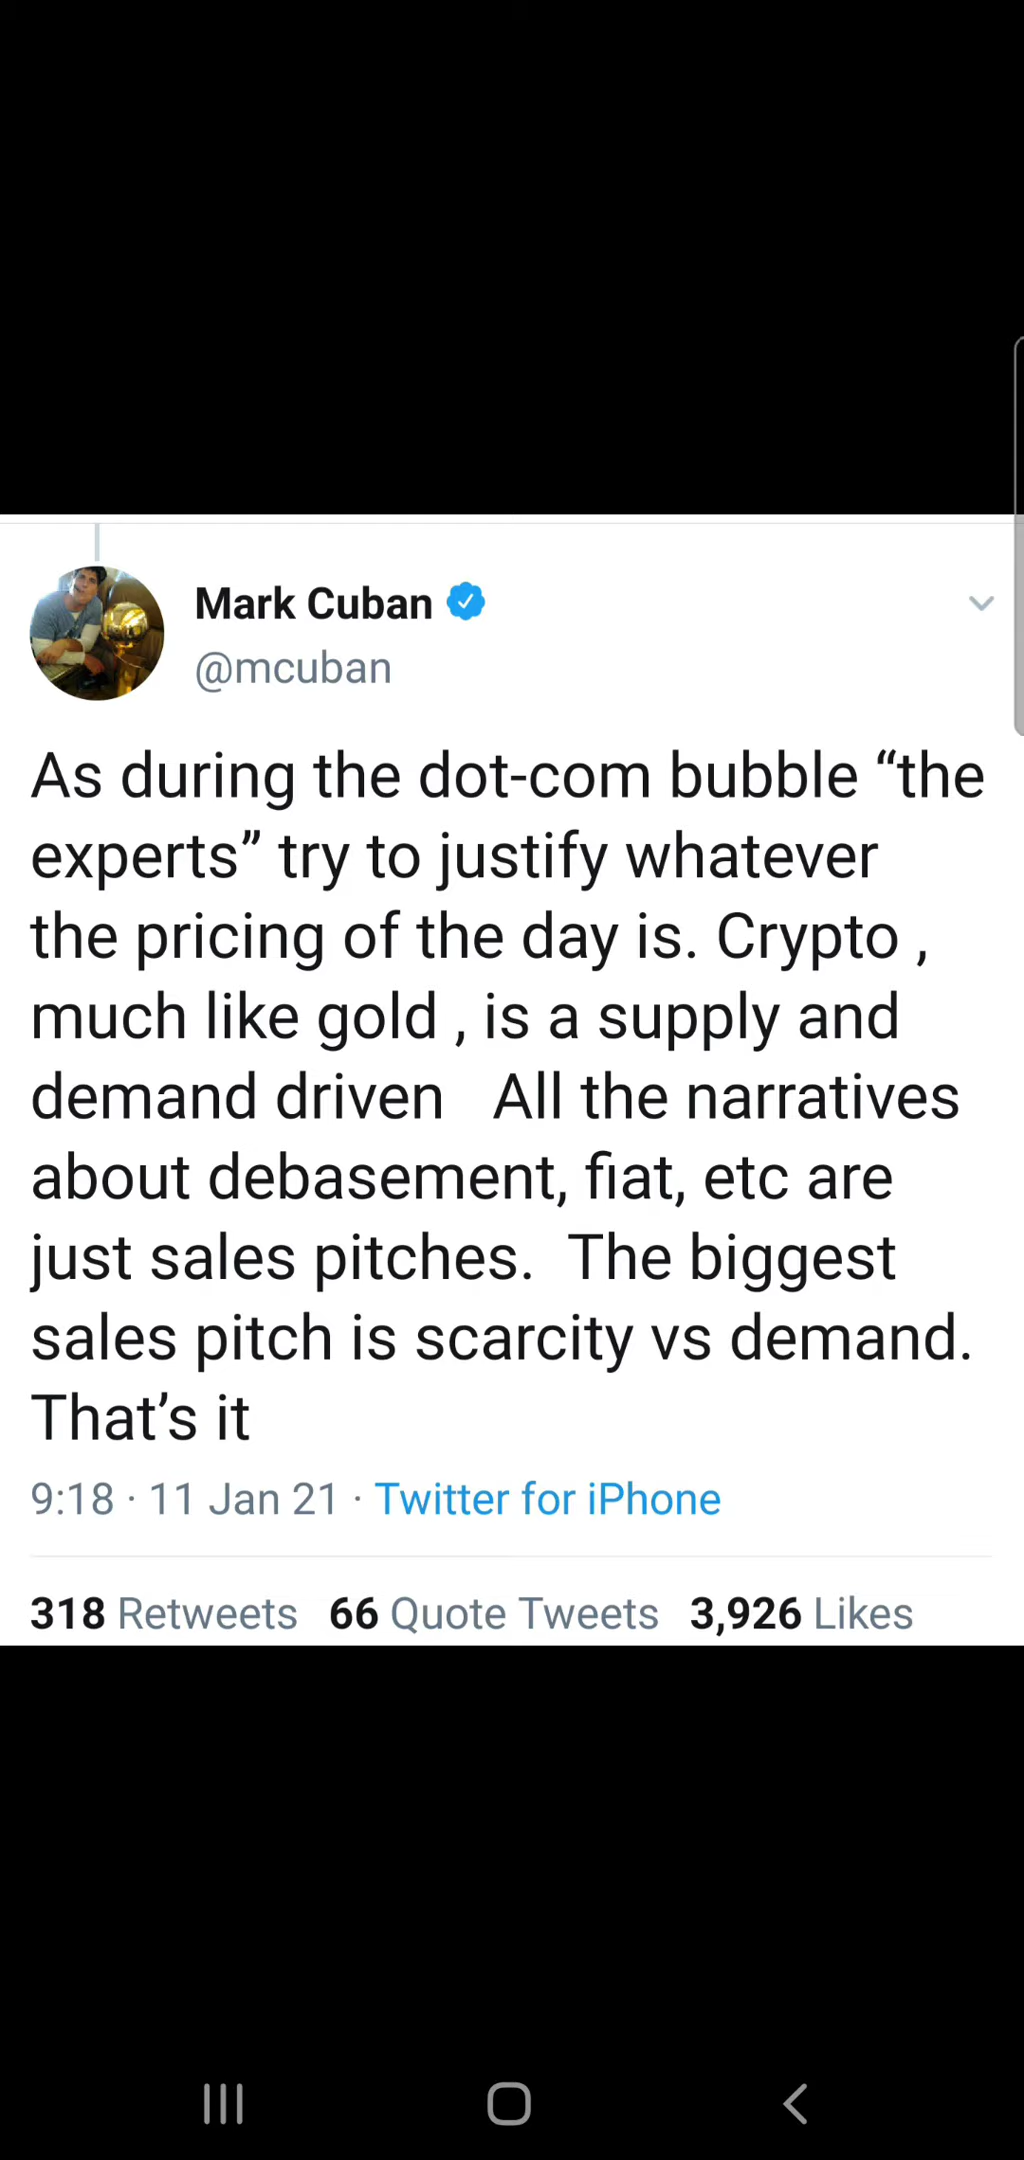 Mark Cuban
@mcuban
As during the dot-com bubble “the
experts” try to justify whatever
the pricing of the day is. Crypto ,
much like gold , is a supply and
demand driven   All the narratives
about debasement, fiat, etc are
just sales pitches.  The biggest
sales pitch is scarcity vs demand.
That’s it
9:18 · 11 Jan 21 · Twitter for iPhone
318 Retweets 66 Quote Tweets 3,926 Likes